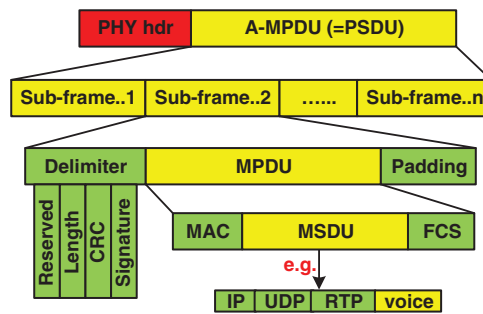 PHY hdr A-MPDU (=PSDU)
Sub-frame..1 Sub-frame..2 …... Sub-frame..n
Delimiter MPDU Padding
Reserved
Length
CRC
Signature
MAC MSDU FCS
e.g.
IP UDP RTP voice